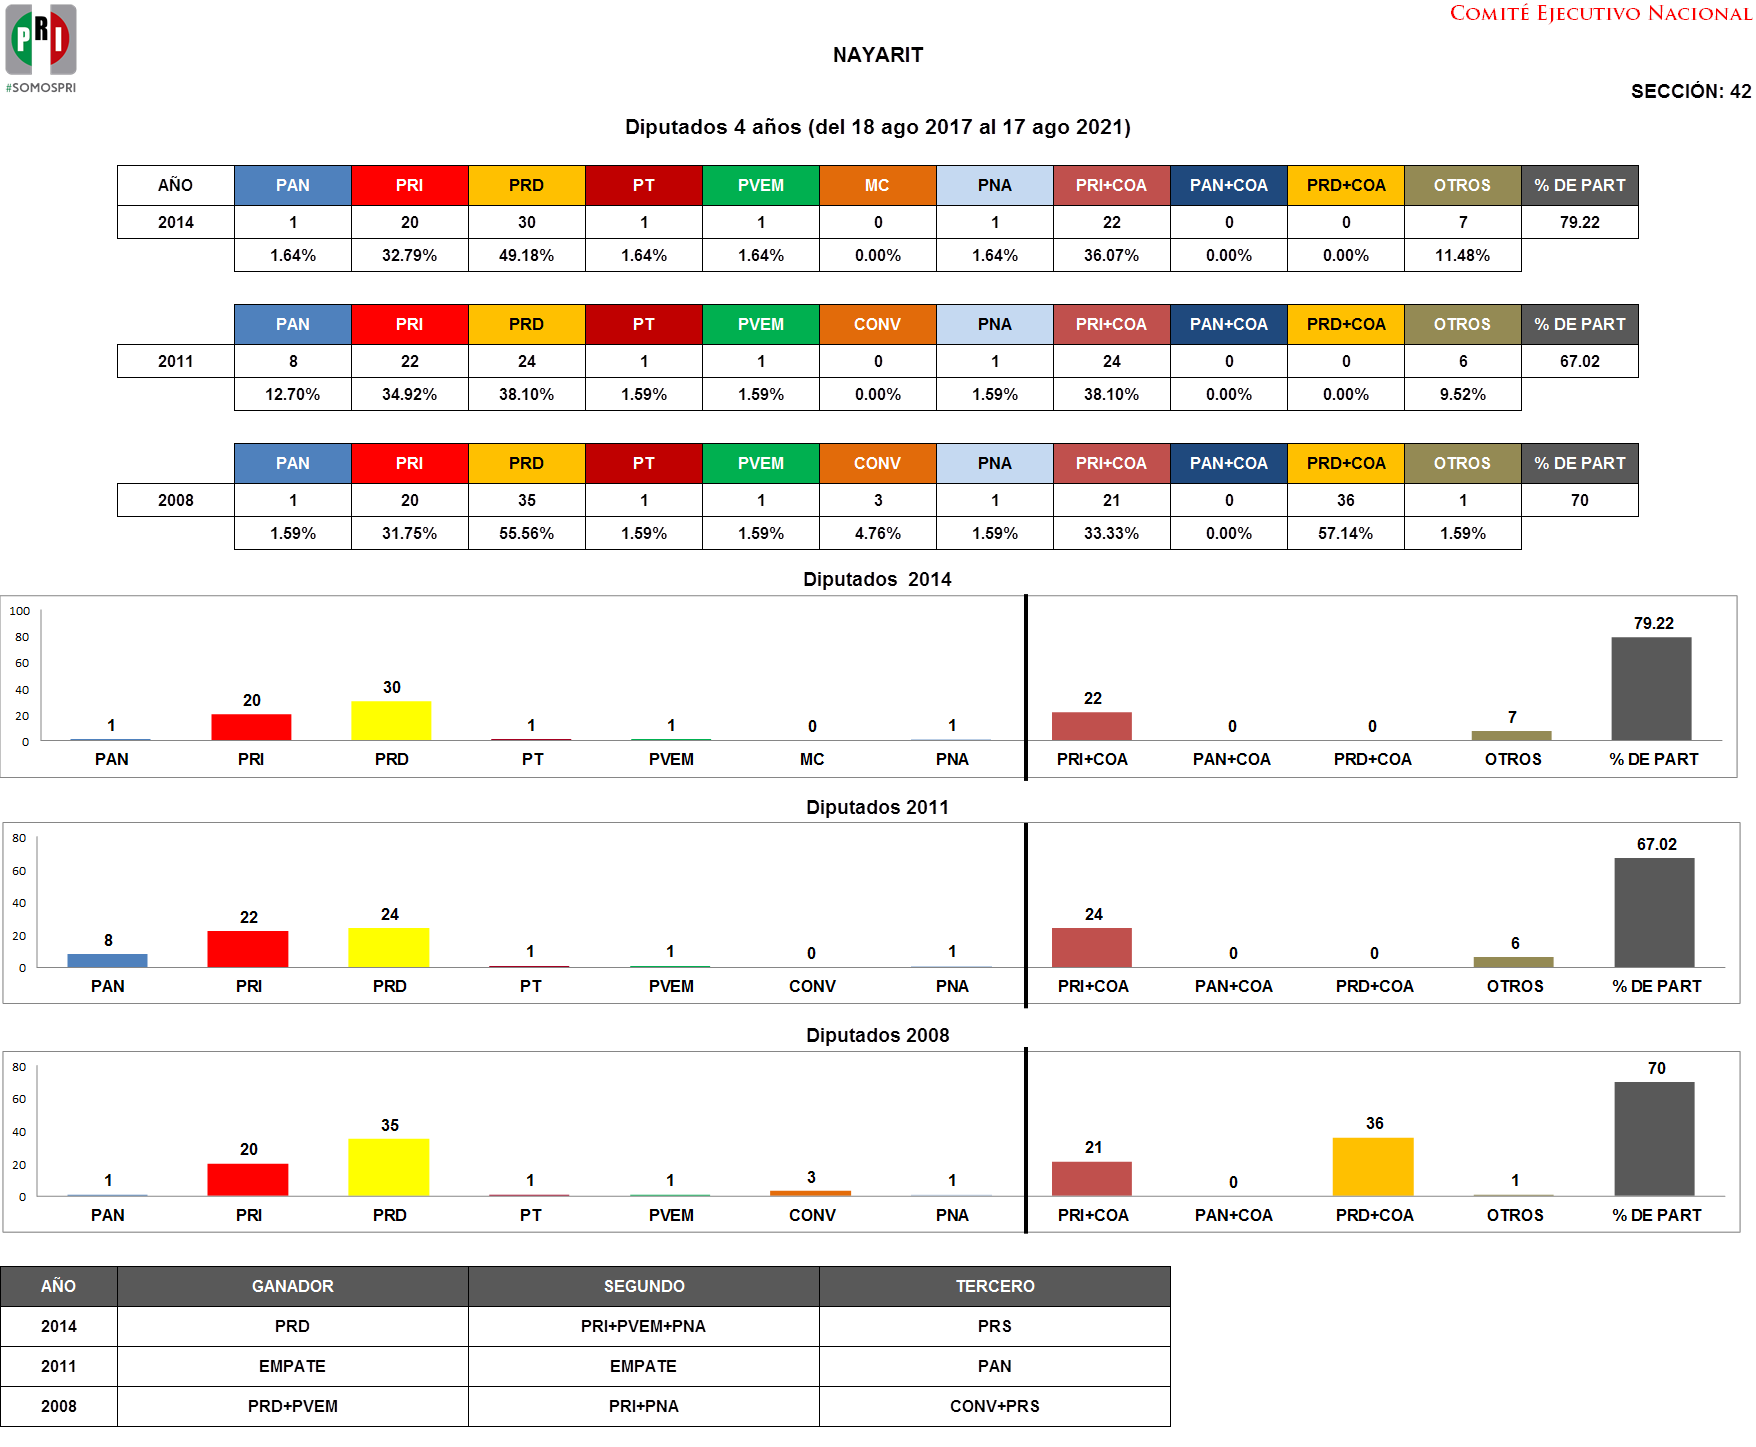 PRI
#SOMOSPRI
COMITÉ EJECUTIVO NACIONAL
NAYARIT
SECCIÓN: 42
Diputados 4 años (del 18 ago 2017 al 17 ago 2021)
AÑO PAN PRI PRD PT PVEM MC PNA PRI+COA PAN+COA PRD+COA OTROS % DE PART
2014 1 20 30 1 1 0 1 22 0 0 7 79.22
1.64% 32.79% 49.18% 1.64% 1.64% 0.00% 1.64% 36.07% 0.00% 0.00% 11.48%
PAN PRI PRD PT PVEM CONV PNA PRI+COA PAN+COA PRD+COA OTROS % DE PART
2011 8 22 24 1 1 0 1 24 0 0 6 67.02
12.70% 34.92% 38.10% 1.59% 1.59% 0.00% 1.59% 38.10% 0.00% 0.00% 9.52%
PAN PRI PRD PT PVEM CONV PNA PRI+COA PAN+COA PRD+COA OTROS % DE PART
2008 1 20 35 1 1 3 1 21 0 36 1 70
1.59% 31.75% 55.56% 1.59% 1.59% 4.76% 1.59% 33.33% 0.00% 57.14% 1.59%
Diputados 2014
100
80
60
40
20
0
1 20 30 1 1 0 1 22 0 0 7 79.22
PAN PRI PRD PT PVEM MC PNA PRI+COA PAN+COA PRD+COA OTROS % DE PART
Diputados 2011
80
60
40
20
0
8 22 24 1 1 0 1 24 0 0 6 67.02
PAN PRI PRD PT PVEM CONV PNA PRI+COA PAN+COA PRD+COA OTROS % DE PART
Diputados 2008
80
60
40
20
0
1 20 35 1 1 3 1 21 0 36 1 70
PAN PRI PRD PT PVEM CONV PNA PRI+COA PAN+COA PRD+COA OTROS % DE PART
AÑO GANADOR SEGUNDO TERCERO
2014 PRD PRI+PVEM+PNA PRS
2011 EMPATE EMPATE PAN
2008 PRD+PVEM PRI+PNA CONV+PRS